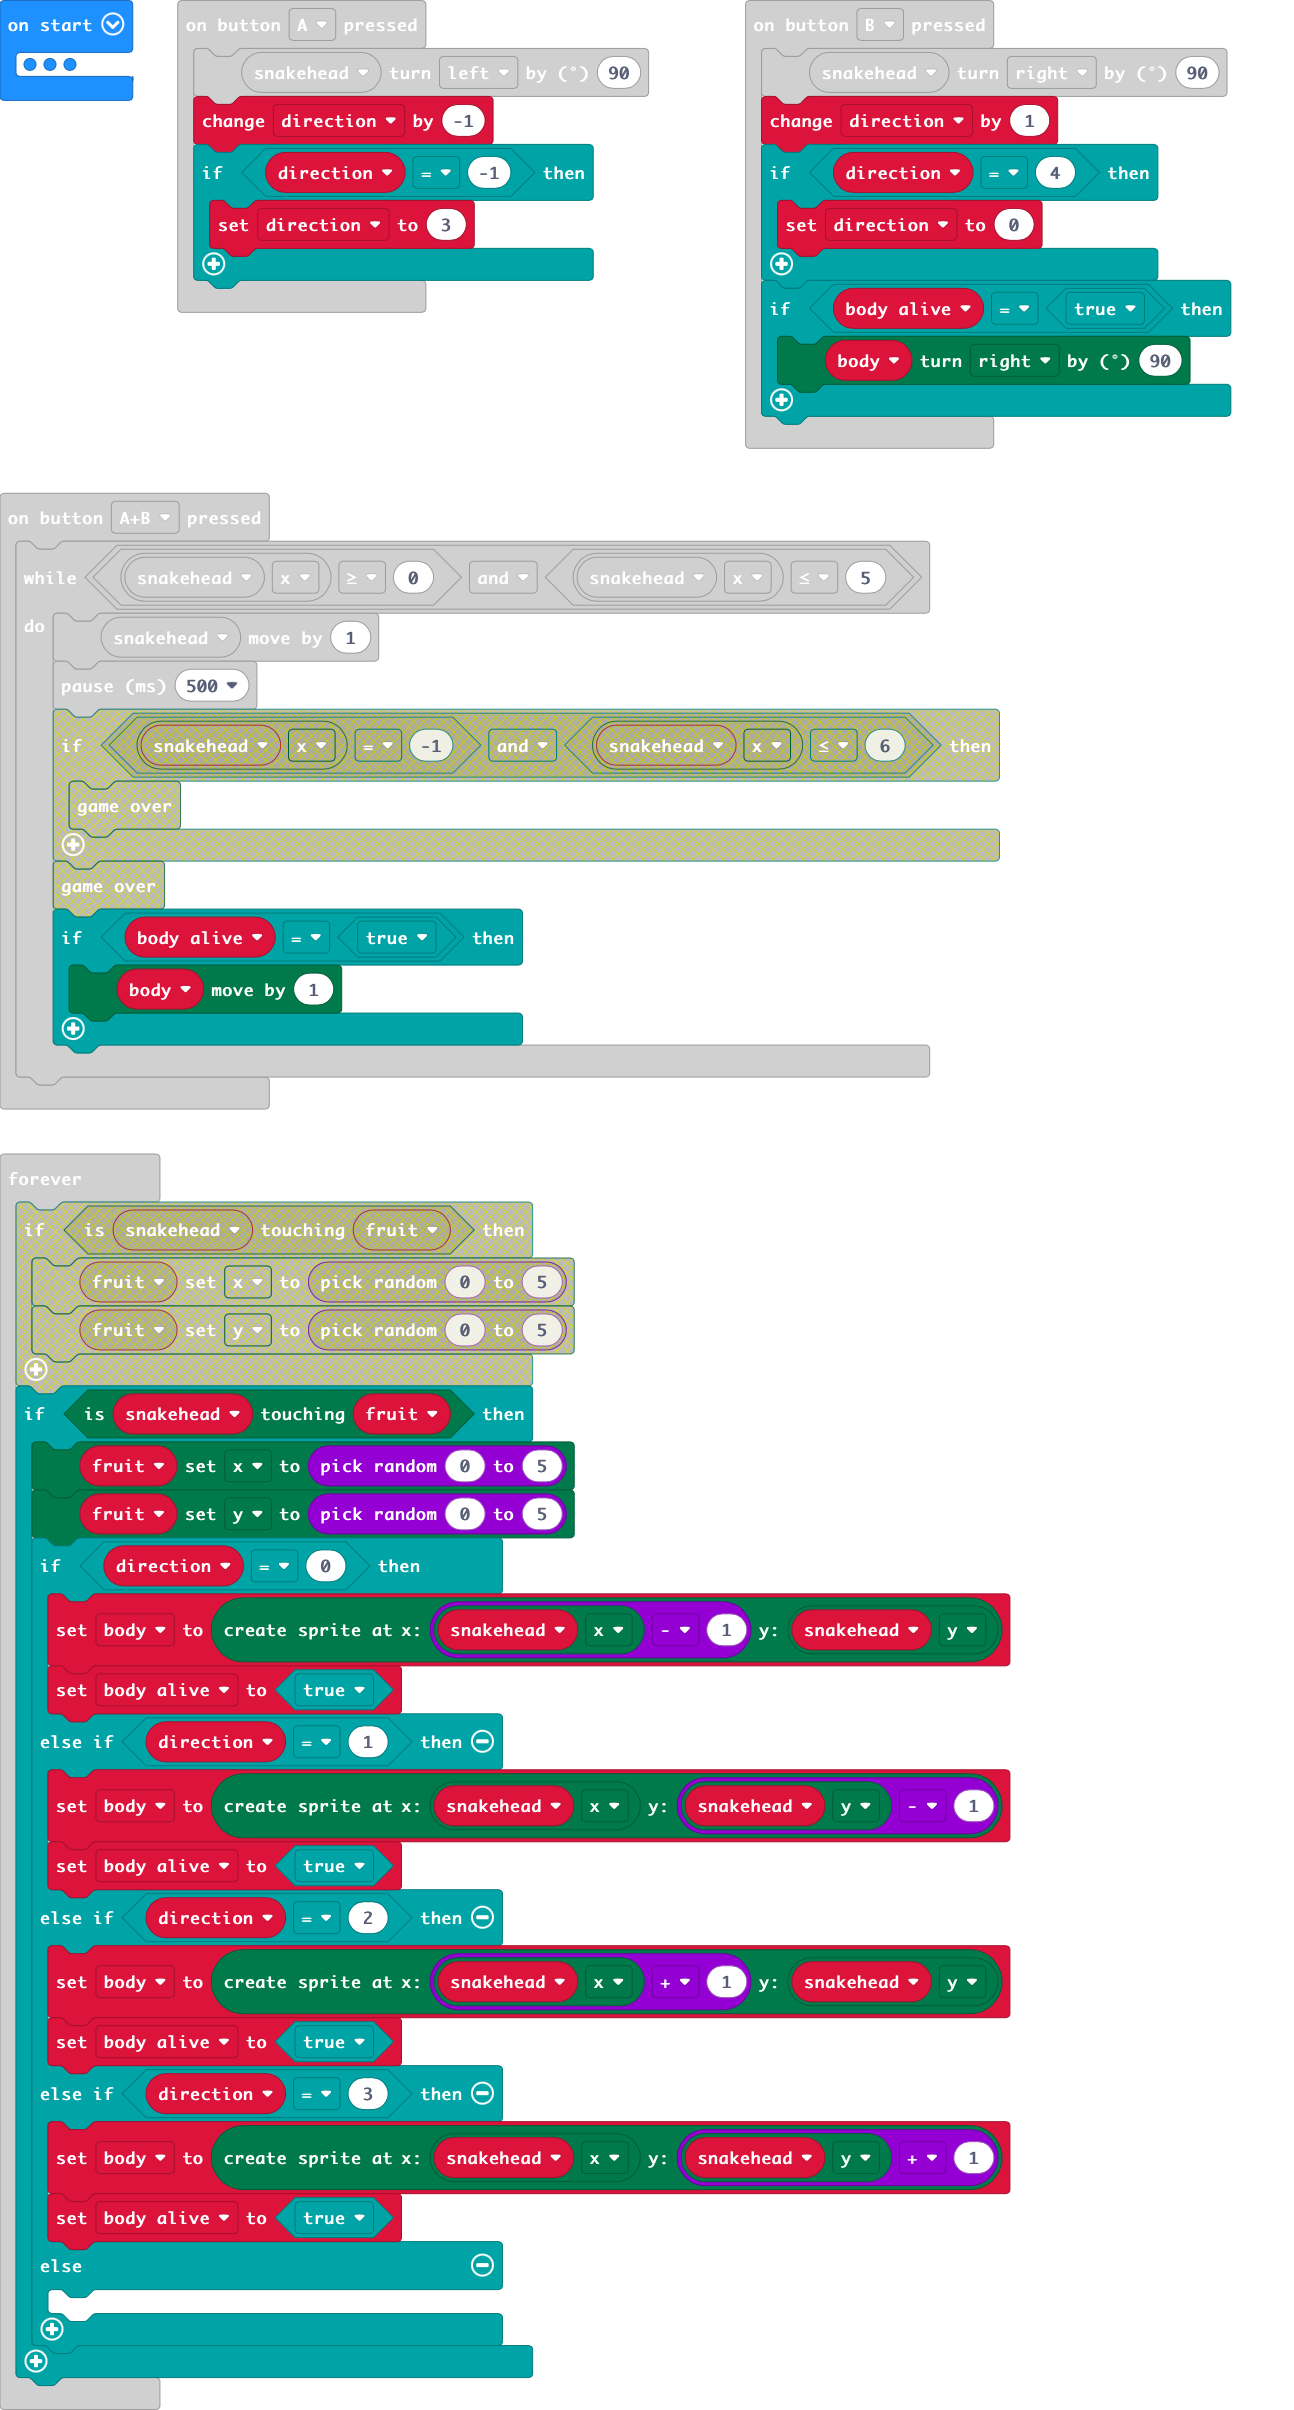 on start
on button A pressed
snakehead turn left by (°) 90
change direction by -1
if direction = -1 then
set direction to 3
on button B pressed
snakehead turn right by (°) 90
change direction by 1
if direction = 4 then
set direction to 0
if body alive = true then
body turn right by (°) 90
on button A+B pressed
while snakehead x ≥ 0 and snakehead x ≤ 5
do
snakehead move by 1
pause (ms) 500
if snakehead x = -1 and snakehead x ≤ 6 then
game over
game over
if body alive = true then
body move by 1
forever
if is snakehead touching fruit then
fruit set x to pick random 0 to 5
fruit set y to pick random 0 to 5
if is snakehead touching fruit then
fruit set x to pick random 0 to 5
fruit set y to pick random 0 to 5
if direction = 0 then
set body to create sprite at x: snakehead x - 1 y: snakehead y
set body alive to true
else if direction = 1 then
set body to create sprite at x: snakehead x y: snakehead y - 1
set body alive to true
else if direction = 2 then
set body to create sprite at x: snakehead x + 1 y: snakehead y
set body alive to true
else if direction = 3 then
set body to create sprite at x: snakehead x y: snakehead y + 1
set body alive to true
else